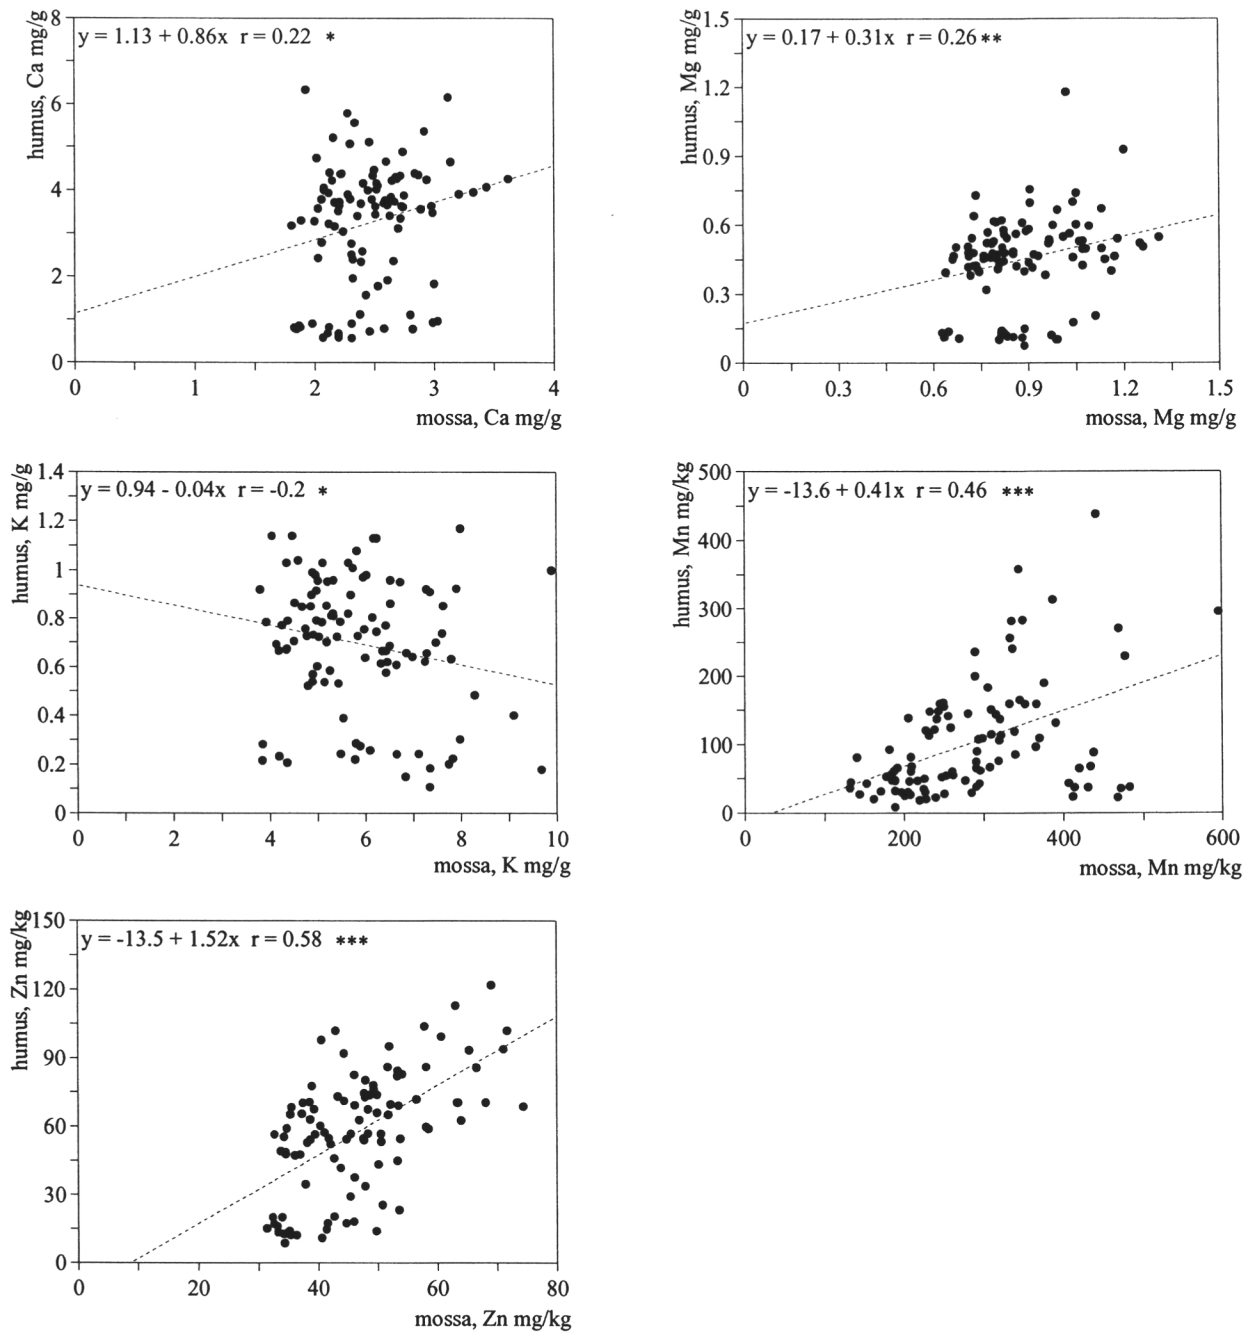 humus, Ca mg/g
y = 1.13 + 0.86x r = 0.22 *
8
6
4
2
0
0 1 2 3 4
mossa, Ca mg/g
humus, Mg mg/g
y = 0.17 + 0.31x r = 0.26 **
1.5
1.2
0.9
0.6
0.3
0
0 0.3 0.6 0.9 1.2 1.5
mossa, Mg mg/g
humus, K mg/g
y = 0.94 - 0.04x r = -0.2 *
1.4
1.2
1
0.8
0.6
0.4
0.2
0
0 2 4 6 8 10
mossa, K mg/g
humus, Mn mg/kg
y = -13.6 + 0.41x r = 0.46 ***
500
400
300
200
100
0
0 200 400 600
mossa, Mn mg/kg
humus, Zn mg/kg
y = -13.5 + 1.52x r = 0.58 ***
150
120
90
60
30
0
0 20 40 60 80
mossa, Zn mg/kg